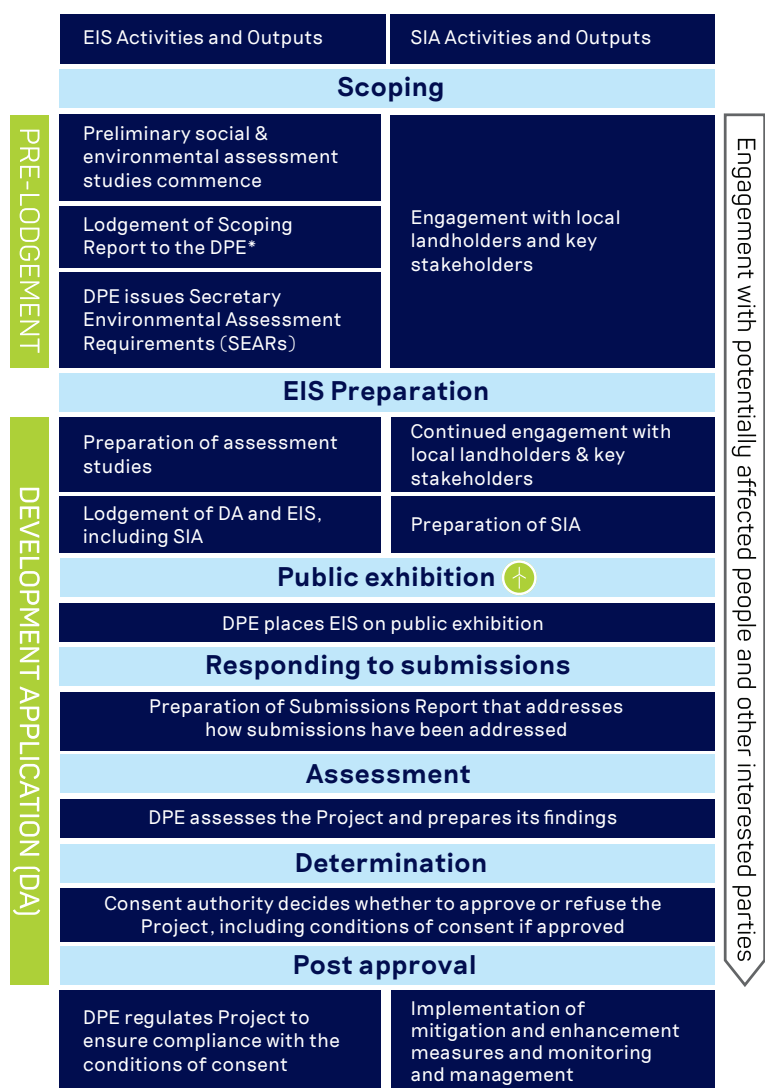 EIS Activities and Outputs
SIA Activities and Outputs
Scoping
PRE-LODGEMENT
Preliminary social &
environmental assessment
studies commence
Lodgement of Scoping
Report to the DPE*
DPE issues Secretary
Environmental Assessment
Requirements (SEARs)
Engagement with local
landholders and key
stakeholders
Engagement with potentially affected people and other interested parties
EIS Preparation
DEVELOPMENT APPLICATION (DA)
Preparation of assessment
studies
Continued engagement with
local landholders & key
stakeholders
Lodgement of DA and EIS,
including SIA
Preparation of SIA
Public exhibition
DPE places EIS on public exhibition
Responding to submissions
Preparation of Submissions Report that addresses
how submissions have been addressed
Assessment
DPE assesses the Project and prepares its findings
Determination
Consent authority decides whether to approve or refuse the
Project, including conditions of consent if approved
Post approval
DPE regulates Project to
ensure compliance with the
conditions of consent
Implementation of
mitigation and enhancement
measures and monitoring
and management